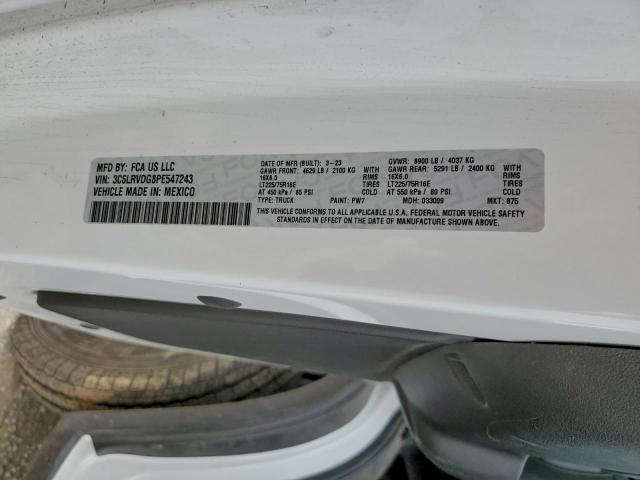 MFD BY: FCA US LLC
VIN: 3C6LRVDG8PE547243
VEHICLE MADE IN MEXICO
DATE OF MFR (BUILT): 3-23 GVWR: 8900 LB / 4037 KG
GAWR FRONT: 4629 LB / 2100 KG WITH GAWR REAR: 5291 LB / 2400 KG WITH
16X6.0 RIMS 16X6.0 RIMS
LT225/75R16E TIRES LT225/75R16E TIRES
AT 450 kPa / 65 PSI COLD AT 550 kPa / 80 PSI COLD
TYPE: TRUCK PAINT: PW7 MDH: 033009 MKT: 875
THIS VEHICLE CONFORMS TO ALL APPLICABLE U.S.A. FEDERAL MOTOR VEHICLE SAFETY
STANDARDS IN EFFECT ON THE DATE OF MANUFACTURE SHOWN ABOVE.